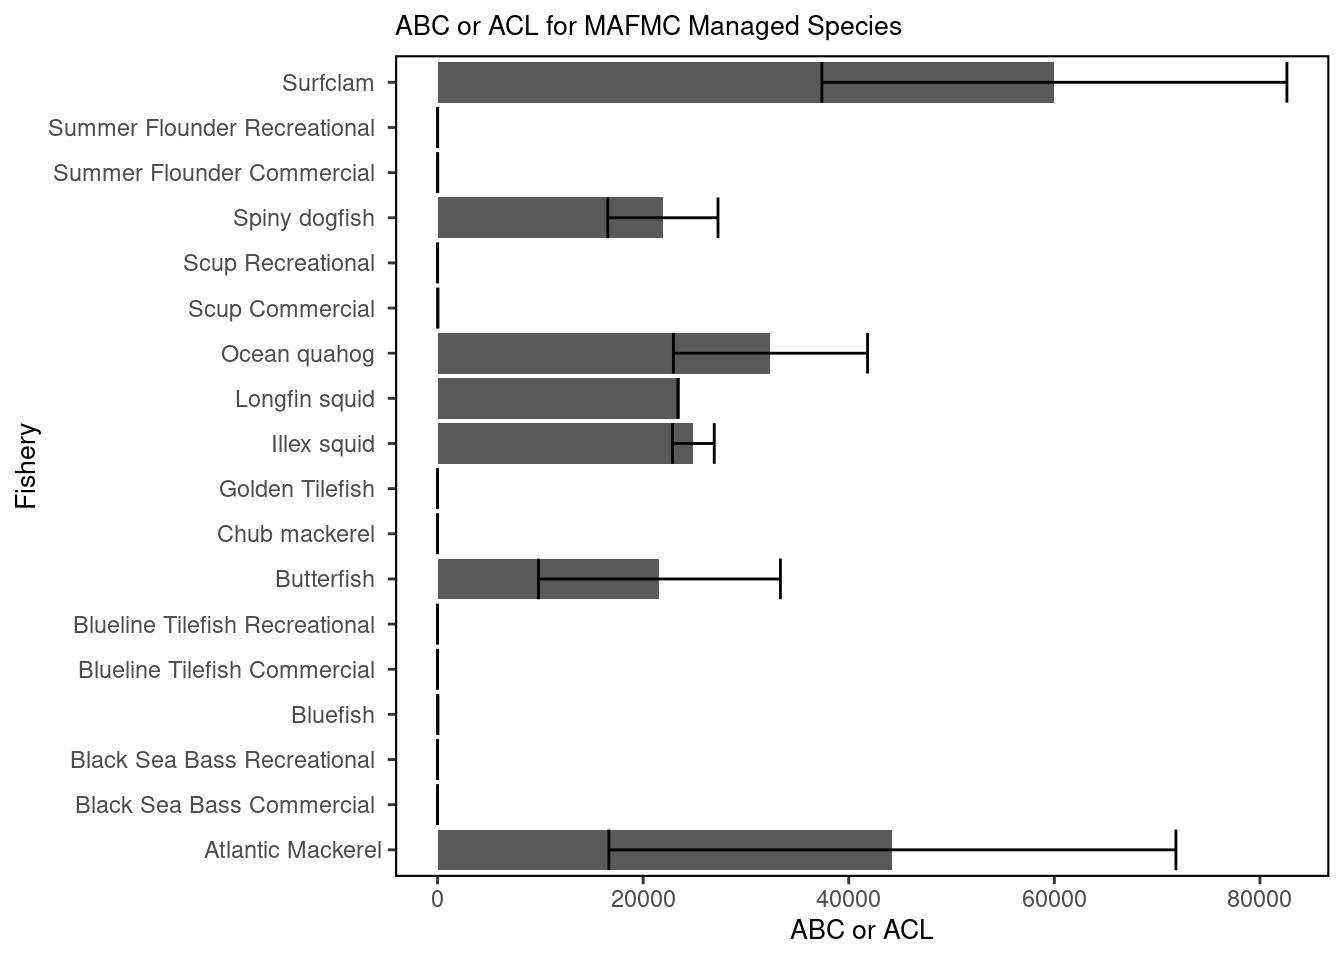 ABC or ACL for MAFMC Managed Species
Surfclam
Summer Flounder Recreational
Summer Flounder Commercial
Spiny dogfish
Scup Recreational
Scup Commercial
Ocean quahog
Longfin squid
Illex squid
Golden Tilefish
Chub mackerel
Butterfish
Blueline Tilefish Recreational
Blueline Tilefish Commercial
Bluefish
Black Sea Bass Recreational
Black Sea Bass Commercial
Atlantic Mackerel
Fishery
0 20000 40000 60000 80000
ABC or ACL